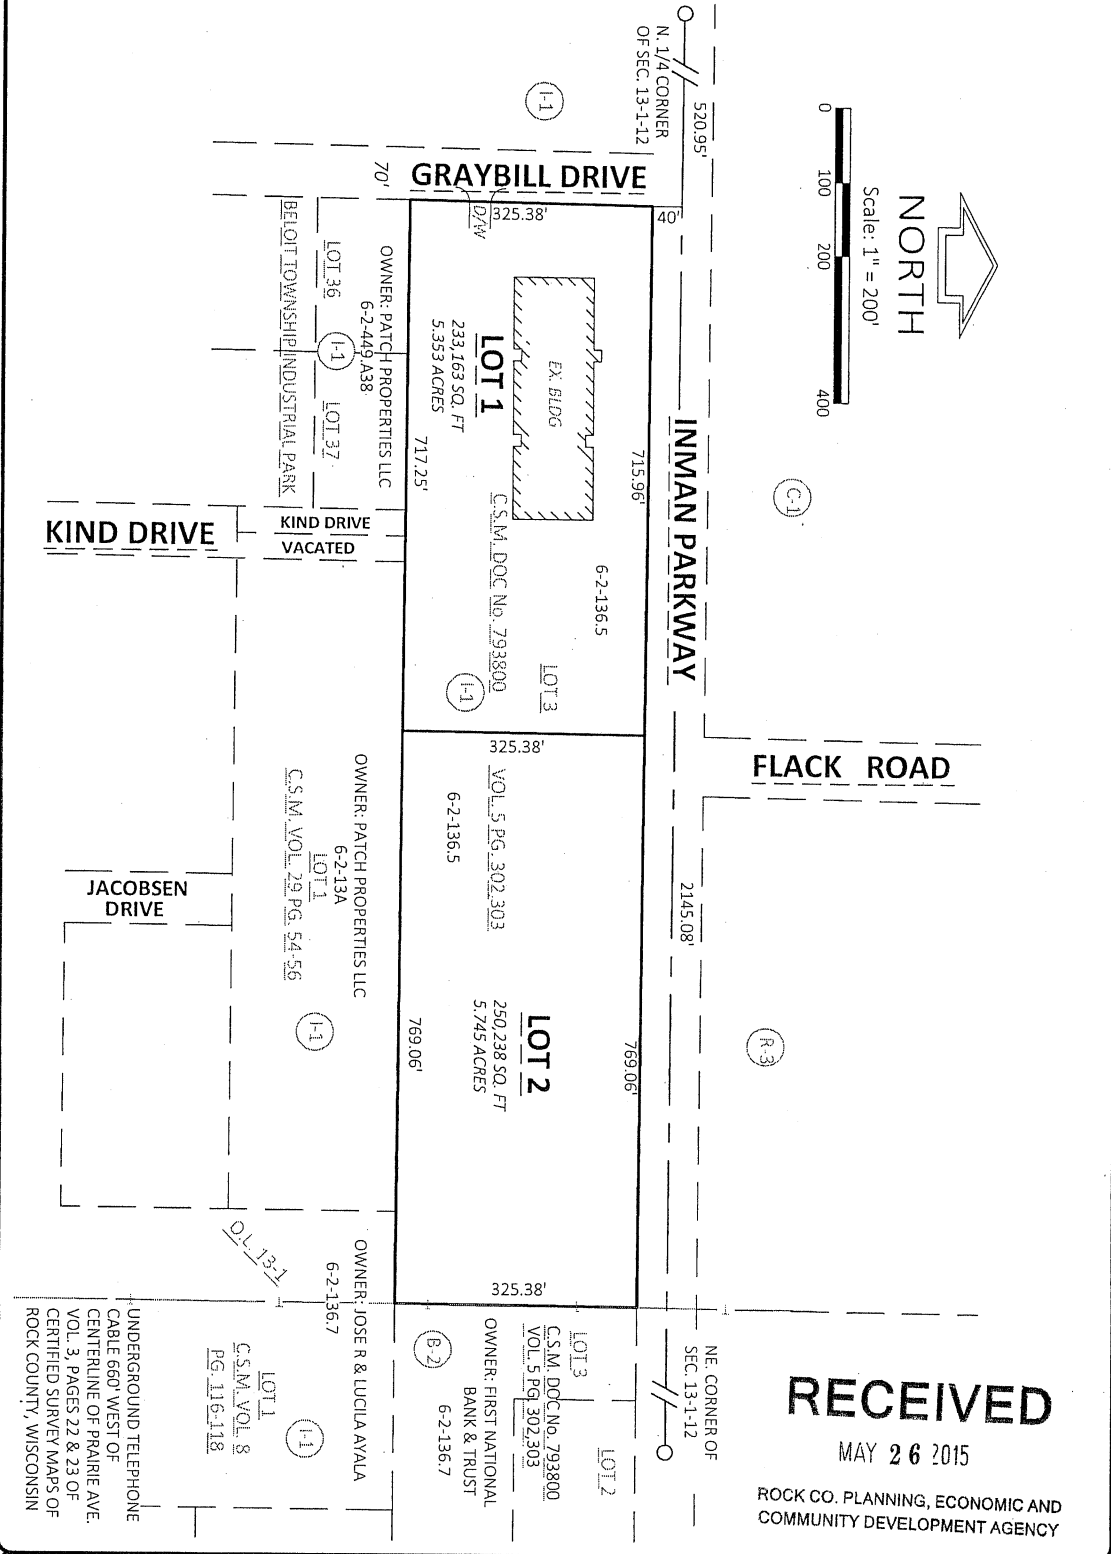 N. 1/4 CORNER
OF SEC. 13-1-12
520.95'
I-1
0
100
200
400
Scale: 1" = 200'
NORTH
GRAYBILL DRIVE
70'
D/W
325.38'
40'
BELOIT TOWNSHIP INDUSTRIAL PARK
LOT 36
LOT 37
I-1
OWNER: PATCH PROPERTIES LLC
6-2-449.A38
LOT 1
233,163 SQ. FT
5.353 ACRES
EX. BLDG
717.25'
715.96'
C.S.M. DOC No. 793800
6-2-136.5
LOT 3
I-1
INMAN PARKWAY
C-1
KIND DRIVE
KIND DRIVE
VACATED
FLACK ROAD
325.38'
VOL. 5 PG. 302,303
6-2-136.5
2145.08'
OWNER: PATCH PROPERTIES LLC
6-2-13A
LOT 1
C.S.M. VOL. 29 PG. 54-56
I-1
JACOBSEN
DRIVE
LOT 2
250,238 SQ. FT
5.745 ACRES
769.06'
769.06'
R-3
325.38'
O.L. 13-1
OWNER: JOSE R & LUCILA AYALA
6-2-136.7
LOT 1
C.S.M. VOL. 8
PG. 116-118
I-1
B-2
OWNER: FIRST NATIONAL
BANK & TRUST
6-2-136.7
LOT 3
C.S.M. DOC No. 793800
VOL. 5 PG. 302,303
LOT 2
NE. CORNER OF
SEC. 13-1-12
UNDERGROUND TELEPHONE
CABLE 660' WEST OF
CENTERLINE OF PRAIRIE AVE.
VOL. 3, PAGES 22 & 23 OF
CERTIFIED SURVEY MAPS OF
ROCK COUNTY, WISCONSIN
RECEIVED
MAY 26 2015
ROCK CO. PLANNING, ECONOMIC AND
COMMUNITY DEVELOPMENT AGENCY